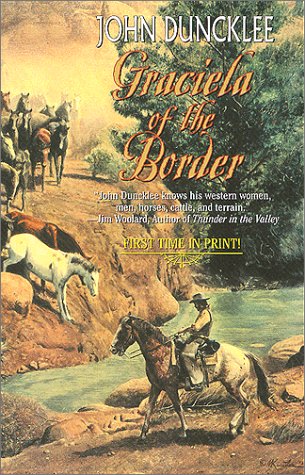 JOHN DUNCKLEE
Graciela
of the
Border
"John Duncklee knows his western women,
men, horses, cattle, and terrain."
-Jim Woolard, Author of Thunder in the Valley
FIRST TIME IN PRINT!